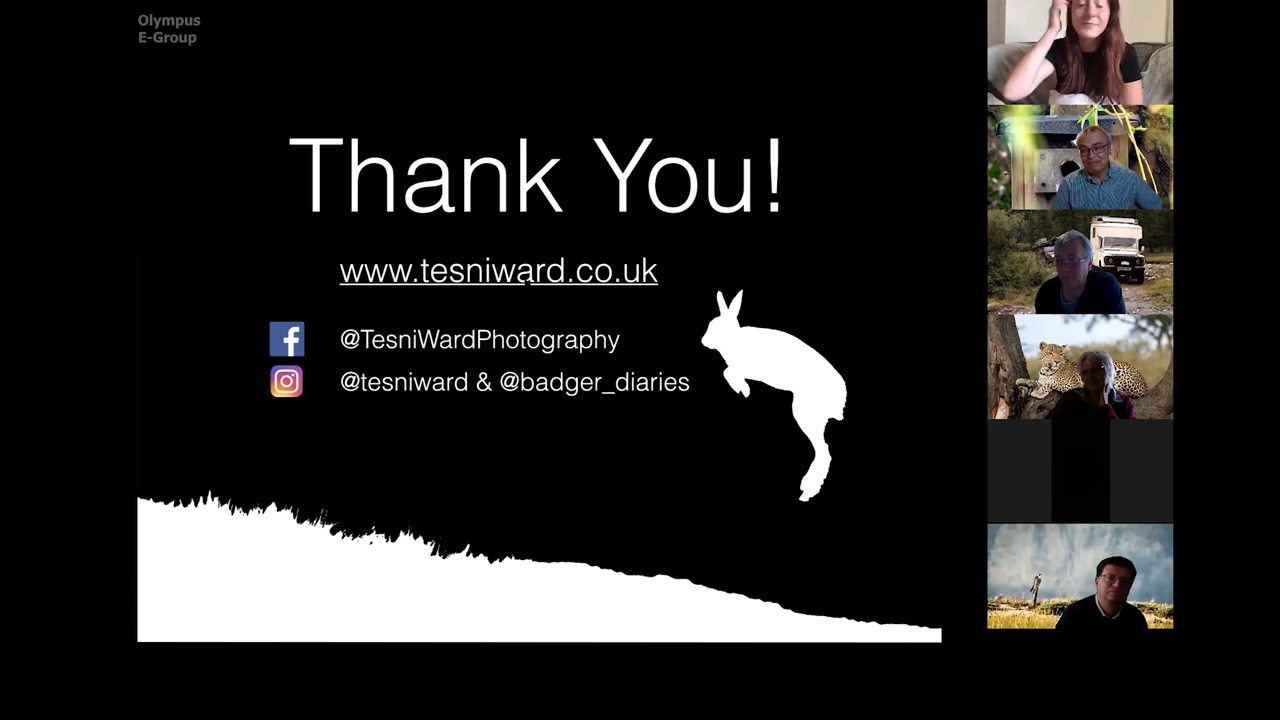 Olympus
E-Group
Thank You!
www.tesniward.co.uk
@TesniWardPhotography
@tesniward & @badger_diaries